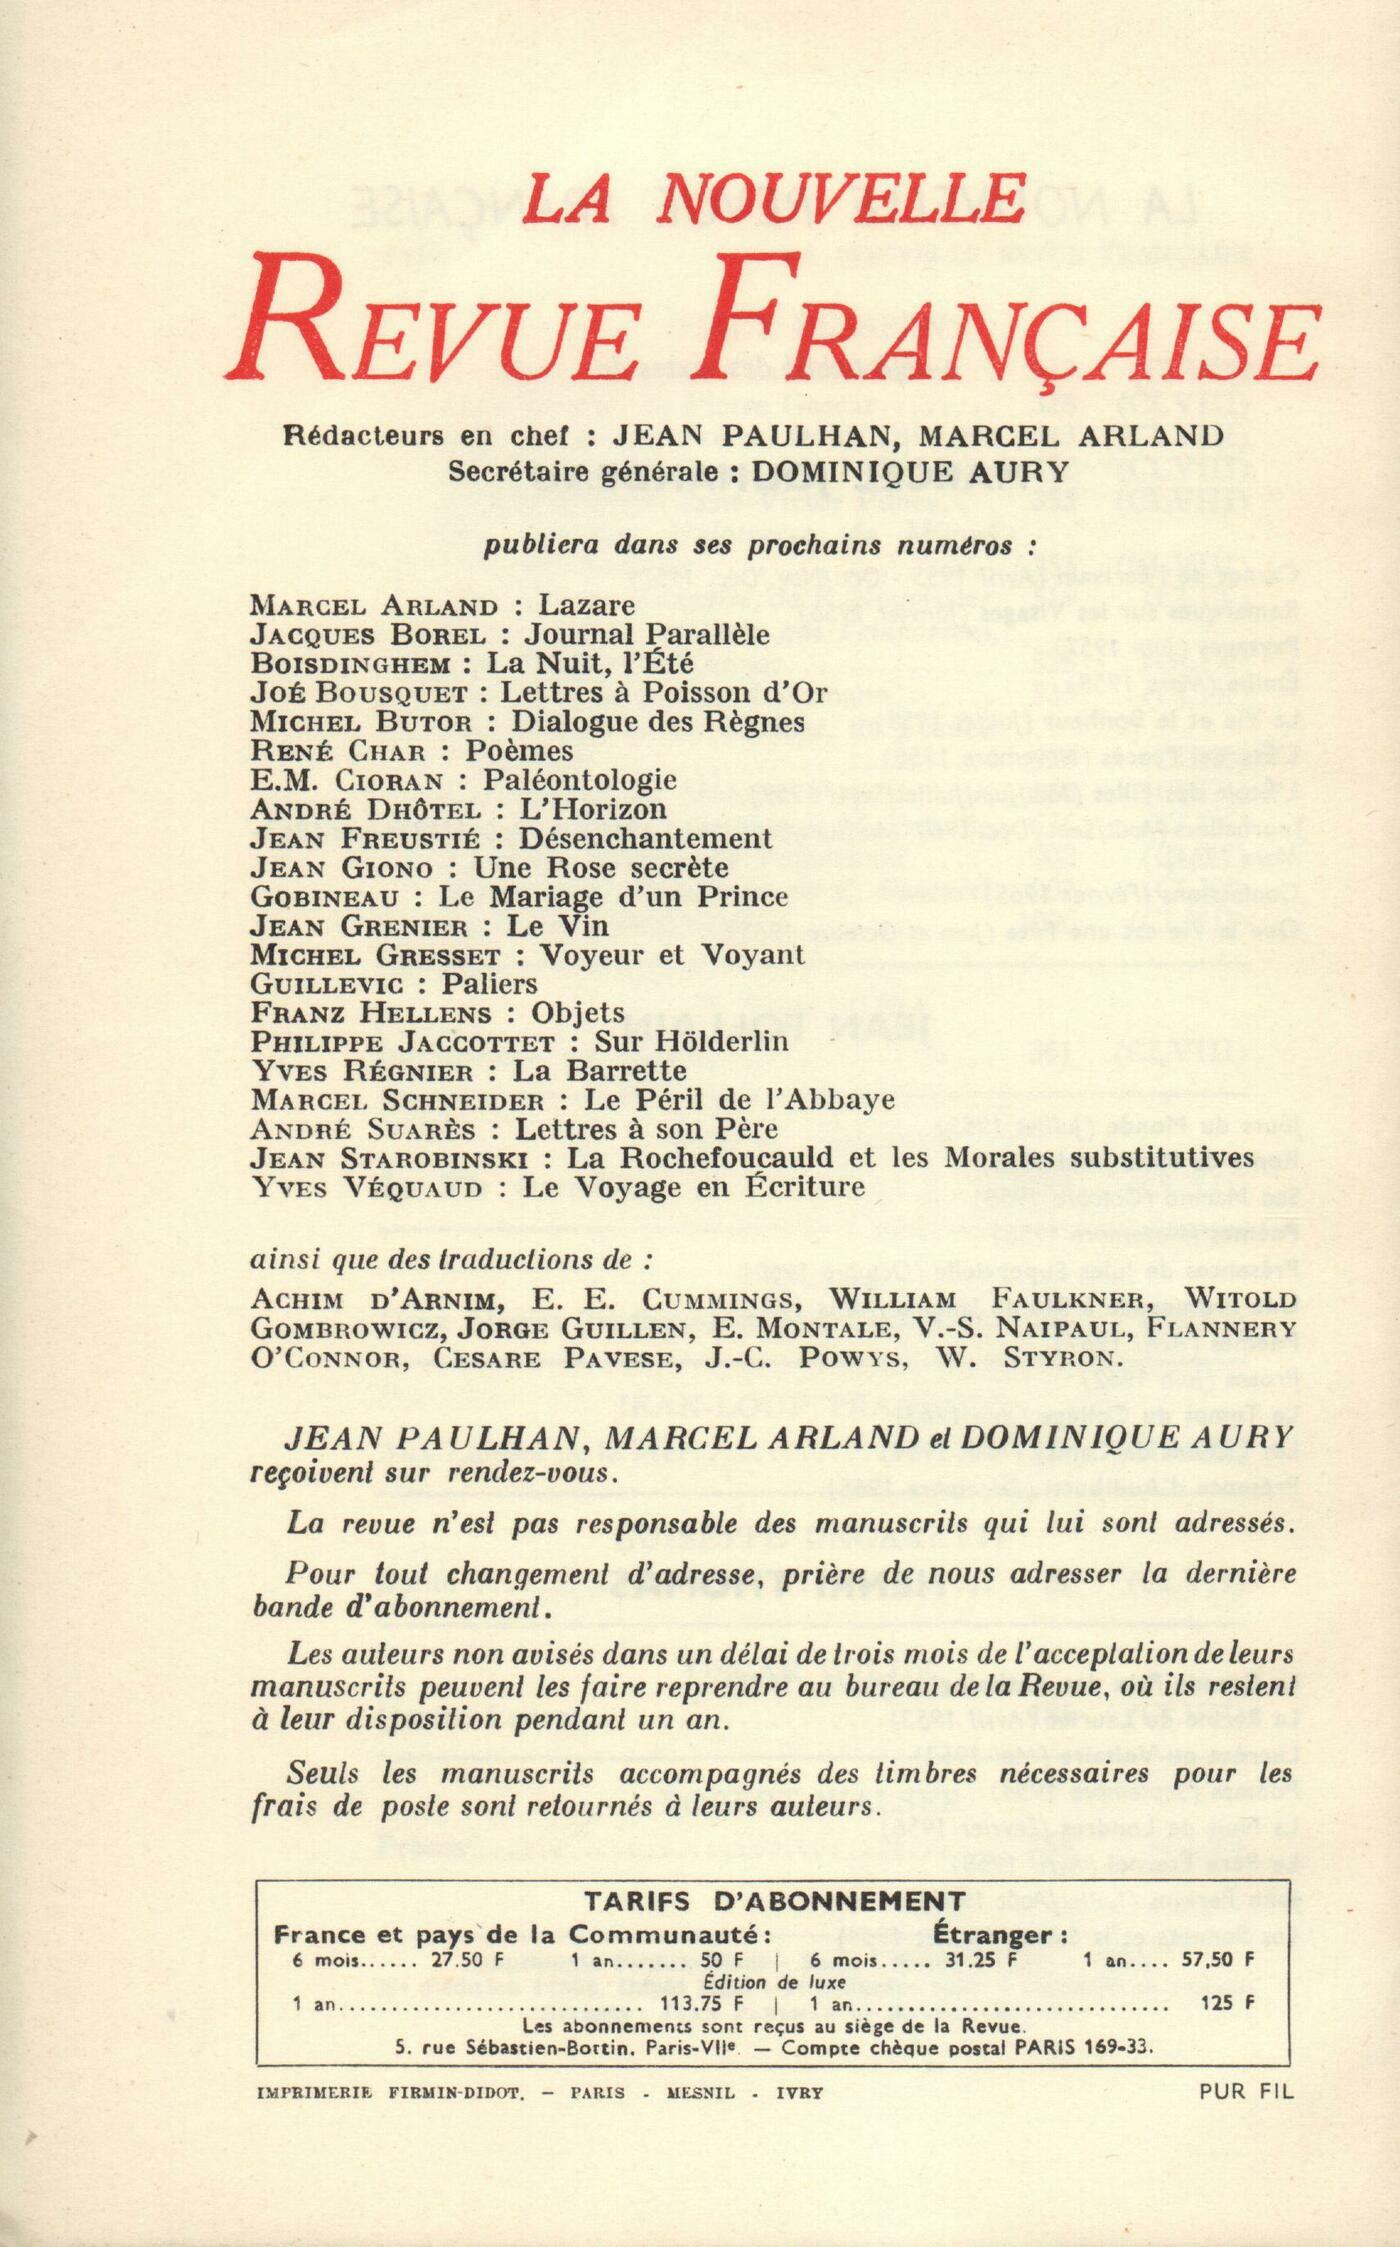 LA NOUVELLE
REVUE FRANÇAISE
Rédacteurs en chef : JEAN PAULHAN, MARCEL ARLAND
Secrétaire générale : DOMINIQUE AURY
publiera dans ses prochains numéros :
MARCEL ARLAND : Lazare
JACQUES BOREL : Journal Parallèle
BOISDINGHEM : La Nuit, l'Été
JOÉ BOUSQUET : Lettres à Poisson d'Or
MICHEL BUTOR : Dialogue des Règnes
RENÉ CHAR : Poèmes
E.M. CIORAN : Paléontologie
ANDRÉ DHÔTEL : L'Horizon
JEAN FREUSTIÉ : Désenchantement
JEAN GIONO : Une Rose secrète
GOBINEAU : Le Mariage d'un Prince
JEAN GRENIER : Le Vin
MICHEL GRESSET : Voyeur et Voyant
GUILLEVIC : Paliers
FRANZ HELLENS : Objets
PHILIPPE JACCOTTET : Sur Hölderlin
YVES RÉGNIER : La Barrette
MARCEL SCHNEIDER : Le Péril de l'Abbaye
ANDRÉ SUARÈS : Lettres à son Père
JEAN STAROBINSKI : La Rochefoucauld et les Morales substitutives
YVES VÉQUAUD : Le Voyage en Écriture
ainsi que des traductions de :
ACHIM D'ARNIM, E. E. CUMMINGS, WILLIAM FAULKNER, WITOLD
GOMBROWICZ, JORGE GUILLEN, E. MONTALE, V.-S. NAIPAUL, FLANNERY
O'CONNOR, CESARE PAVESE, J.-C. POWYS, W. STYRON.
JEAN PAULHAN, MARCEL ARLAND et DOMINIQUE AURY
reçoivent sur rendez-vous.
La revue n'est pas responsable des manuscrits qui lui sont adressés.
Pour tout changement d'adresse, prière de nous adresser la dernière
bande d'abonnement.
Les auteurs non avisés dans un délai de trois mois de l'acceptation de leurs
manuscrits peuvent les faire reprendre au bureau de la Revue, où ils restent
à leur disposition pendant un an.
Seuls les manuscrits accompagnés des timbres nécessaires pour les
frais de poste sont retournés à leurs auteurs.
TARIFS D'ABONNEMENT
France et pays de la Communauté : Étranger :
6 mois...... 27.50 F 1 an....... 50 F | 6 mois..... 31.25 F 1 an.... 57,50 F
Édition de luxe
1 an.............................. 113.75 F | 1 an.............................. 125 F
Les abonnements sont reçus au siège de la Revue.
5. rue Sébastien-Bottin. Paris-VIIe. — Compte chèque postal PARIS 169-33.
IMPRIMERIE FIRMIN-DIDOT. — PARIS - MESNIL - IVRY PUR FIL